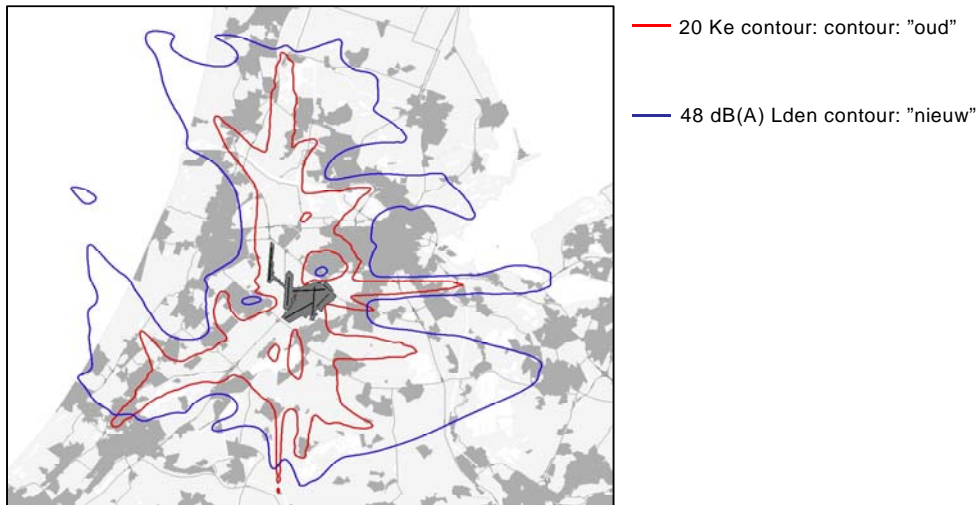 20 Ke contour: contour: ”oud”
48 dB(A) Lden contour: ”nieuw”